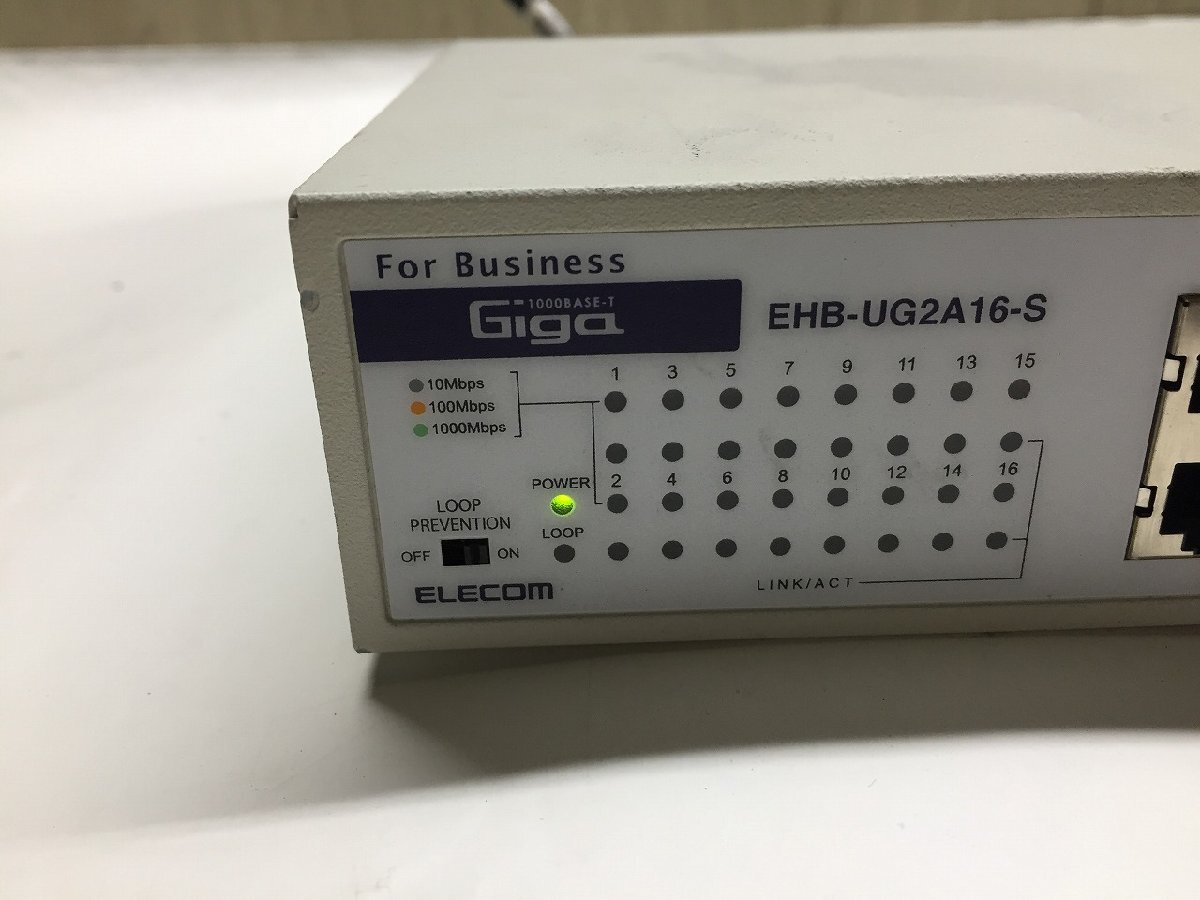 For Business
1000BASE-T
Giga
EHB-UG2A16-S
10Mbps
100Mbps
1000Mbps
1 3 5 7 9 11 13 15
2 4 6 8 10 12 14 16
POWER
LOOP
LOOP
PREVENTION
OFF ON
LINK/ACT
ELECOM